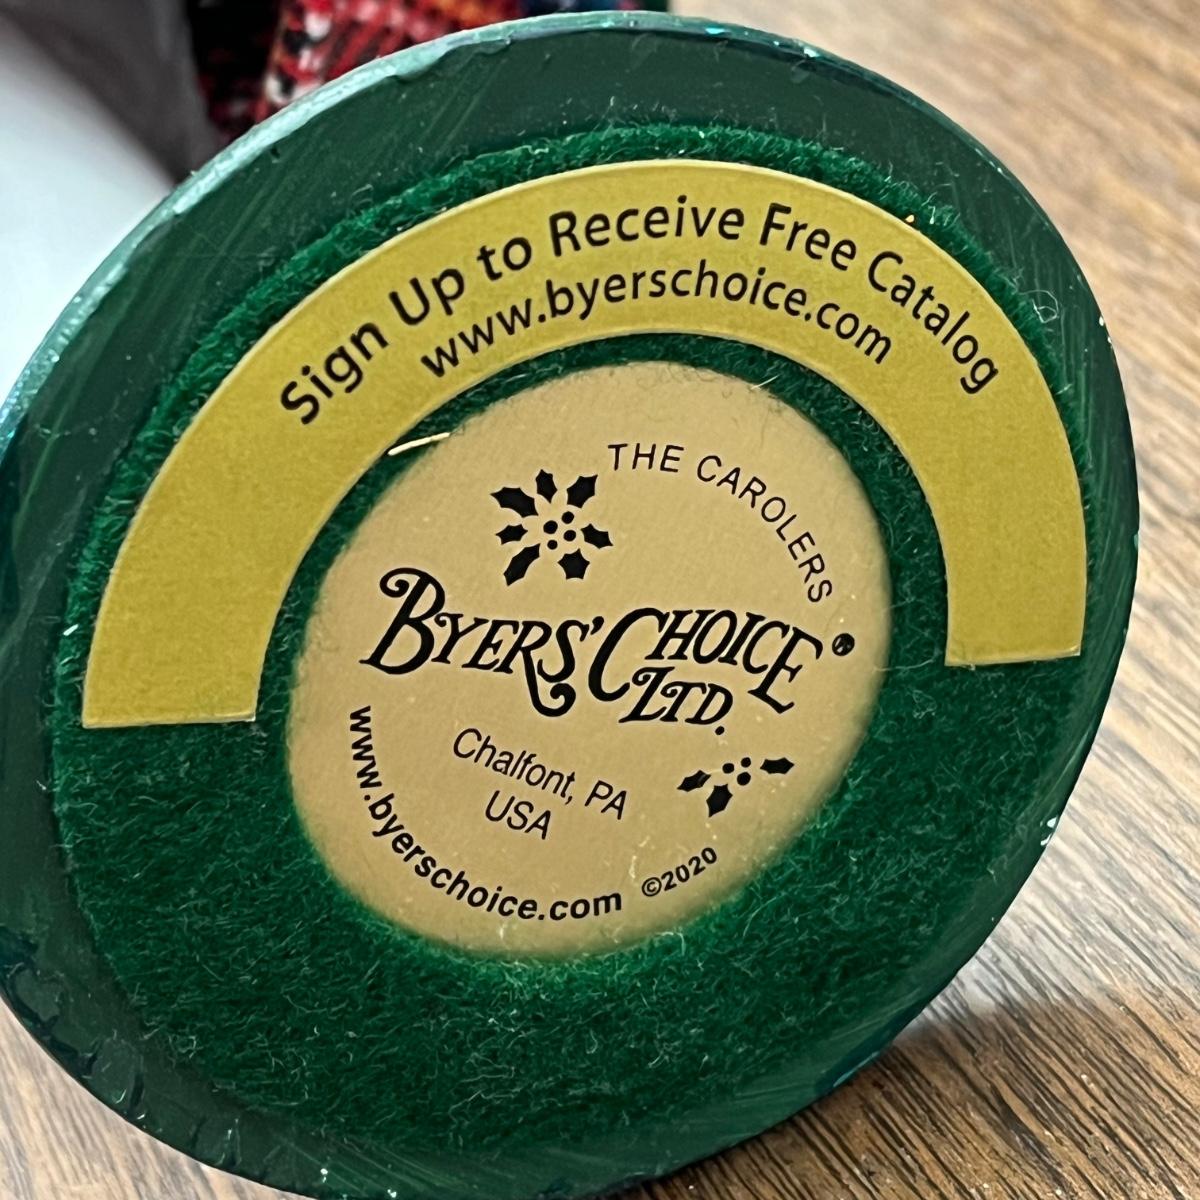 Sign Up to Receive Free Catalog
www.byerschoice.com
THE CAROLERS
BYERS' CHOICE®
LTD.
Chalfont, PA
USA
www.byerschoice.com ©2020